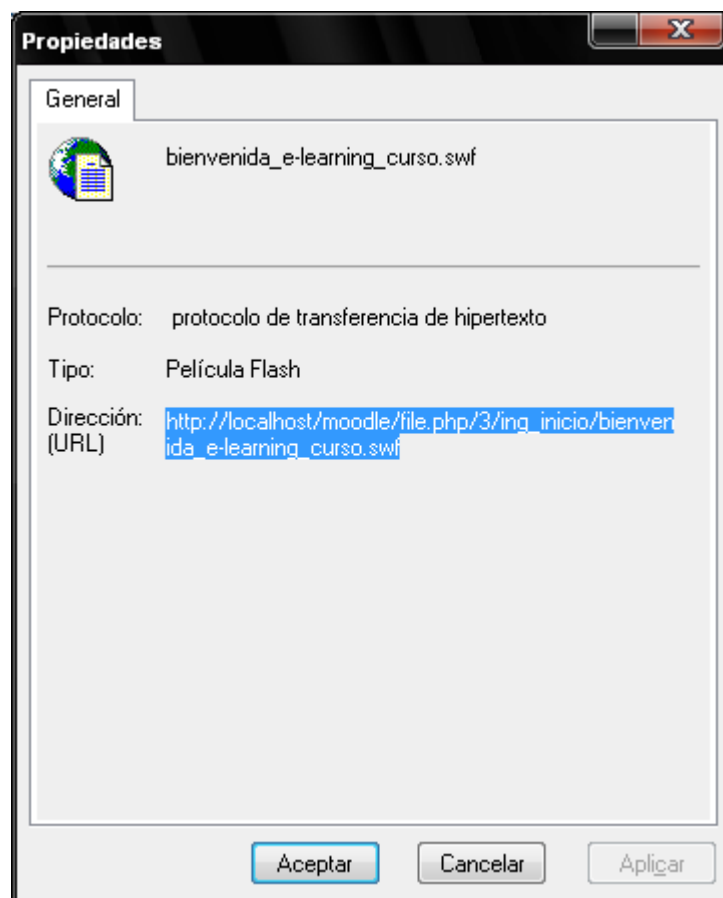 Propiedades
General
bienvenida_e-learning_curso.swf
Protocolo: protocolo de transferencia de hipertexto
Tipo: Película Flash
Dirección: http://localhost/moodle/file.php/3/ing_inicio/bienven
(URL) ida_e-learning_curso.swf
Aceptar Cancelar Aplicar